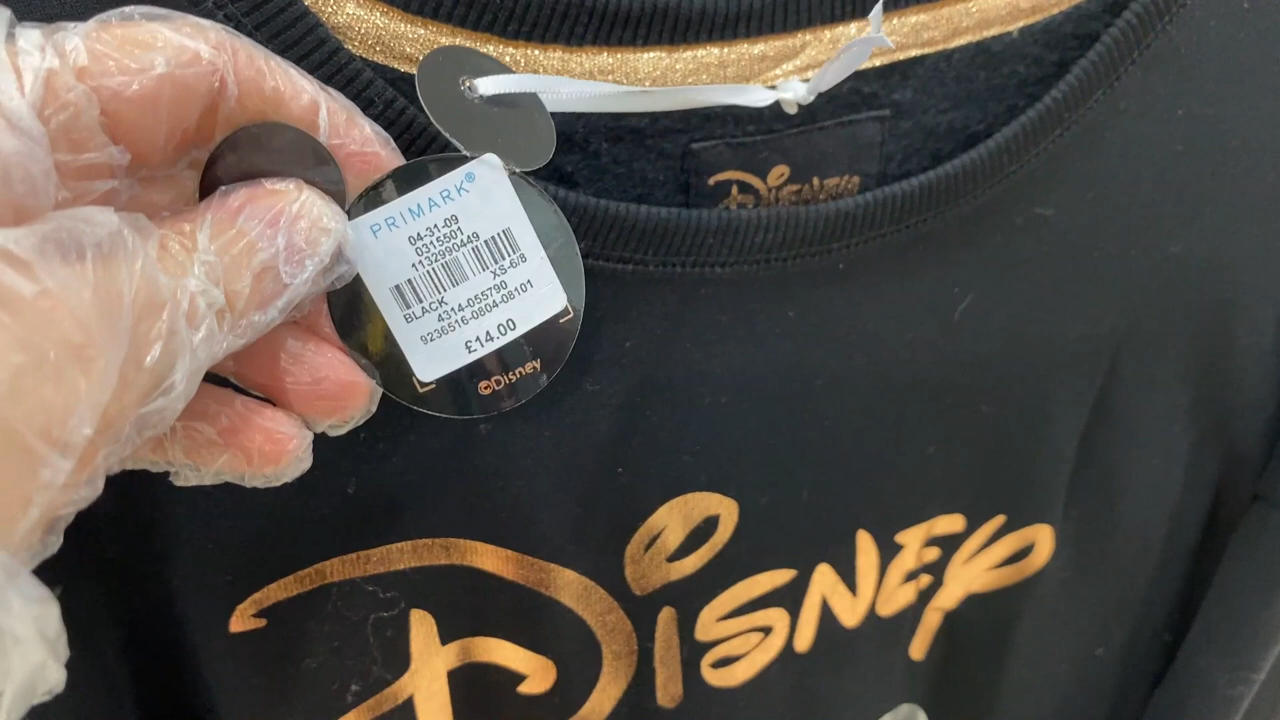 DISNEY
PRIMARK®
04-31-09
0315501
1132990449
BLACK XS-6/8
4314-055790
9236516-0804-08101
£14.00
©Disney
DISNEY